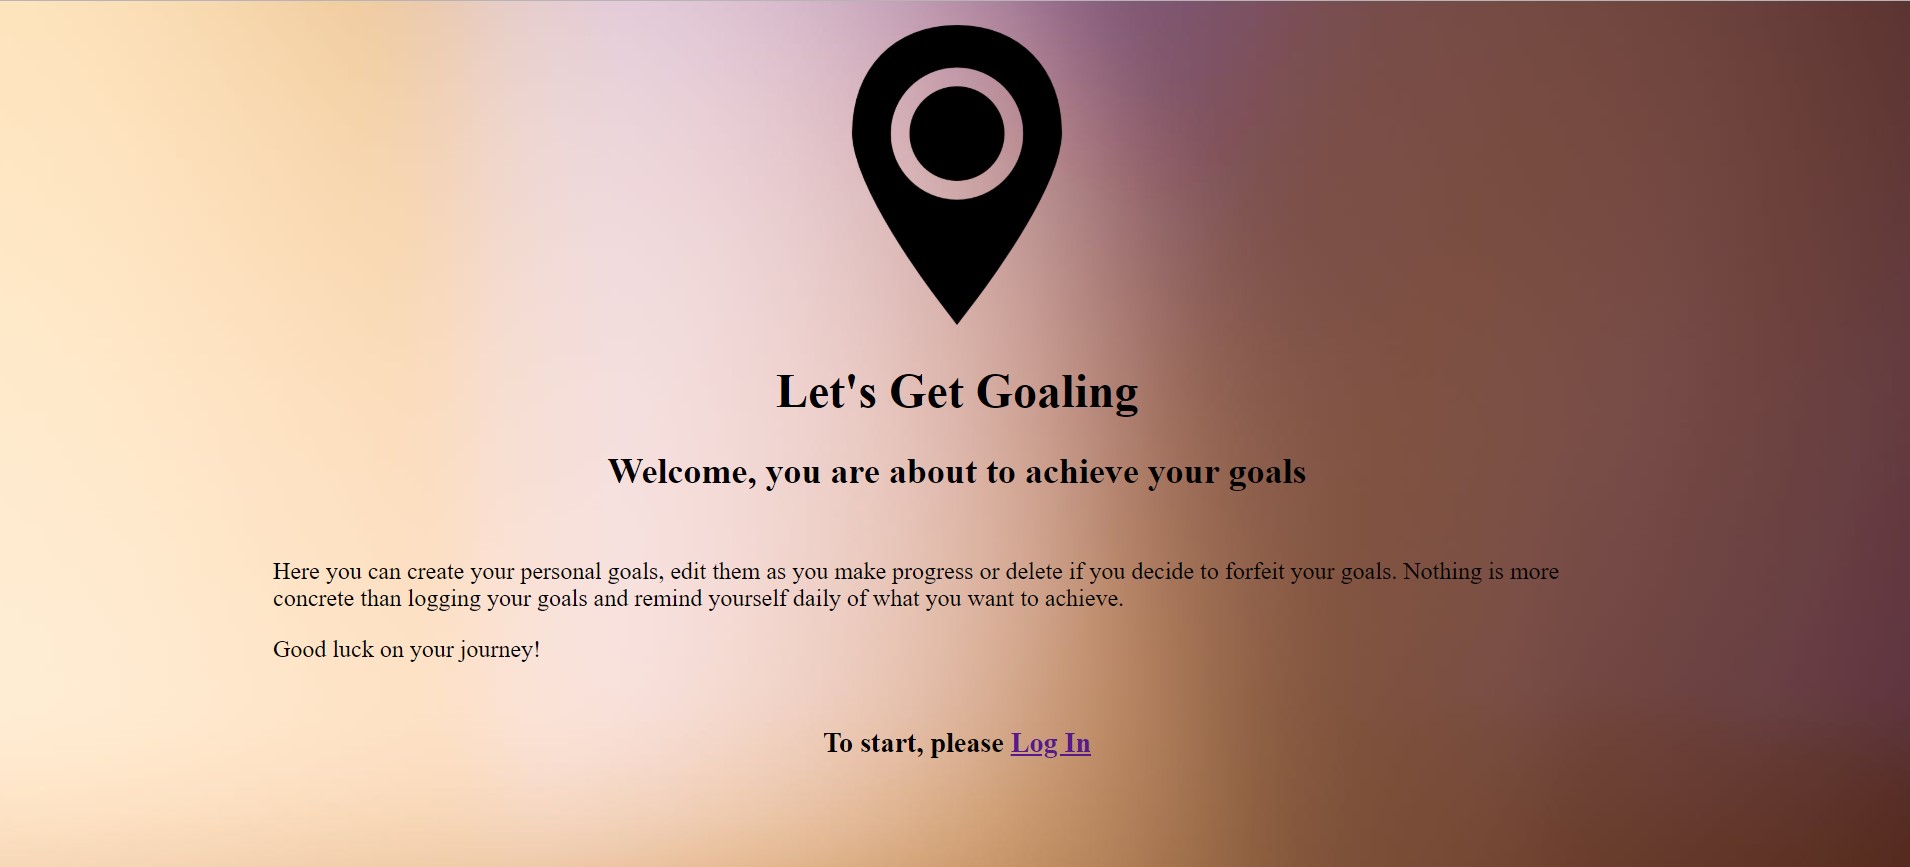 Let's Get Goaling
Welcome, you are about to achieve your goals
Here you can create your personal goals, edit them as you make progress or delete if you decide to forfeit your goals. Nothing is more
concrete than logging your goals and remind yourself daily of what you want to achieve.
Good luck on your journey!
To start, please Log In